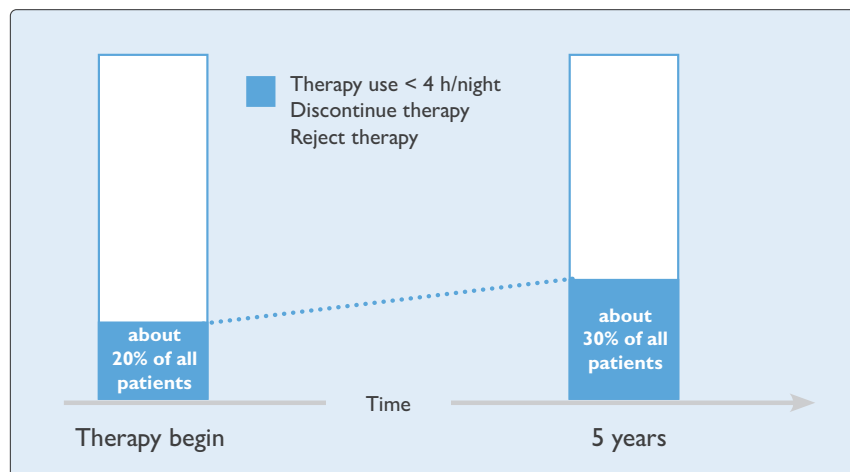 Therapy use < 4 h/night
Discontinue therapy
Reject therapy
about
20% of all
patients
about
30% of all
patients
Time
Therapy begin
5 years